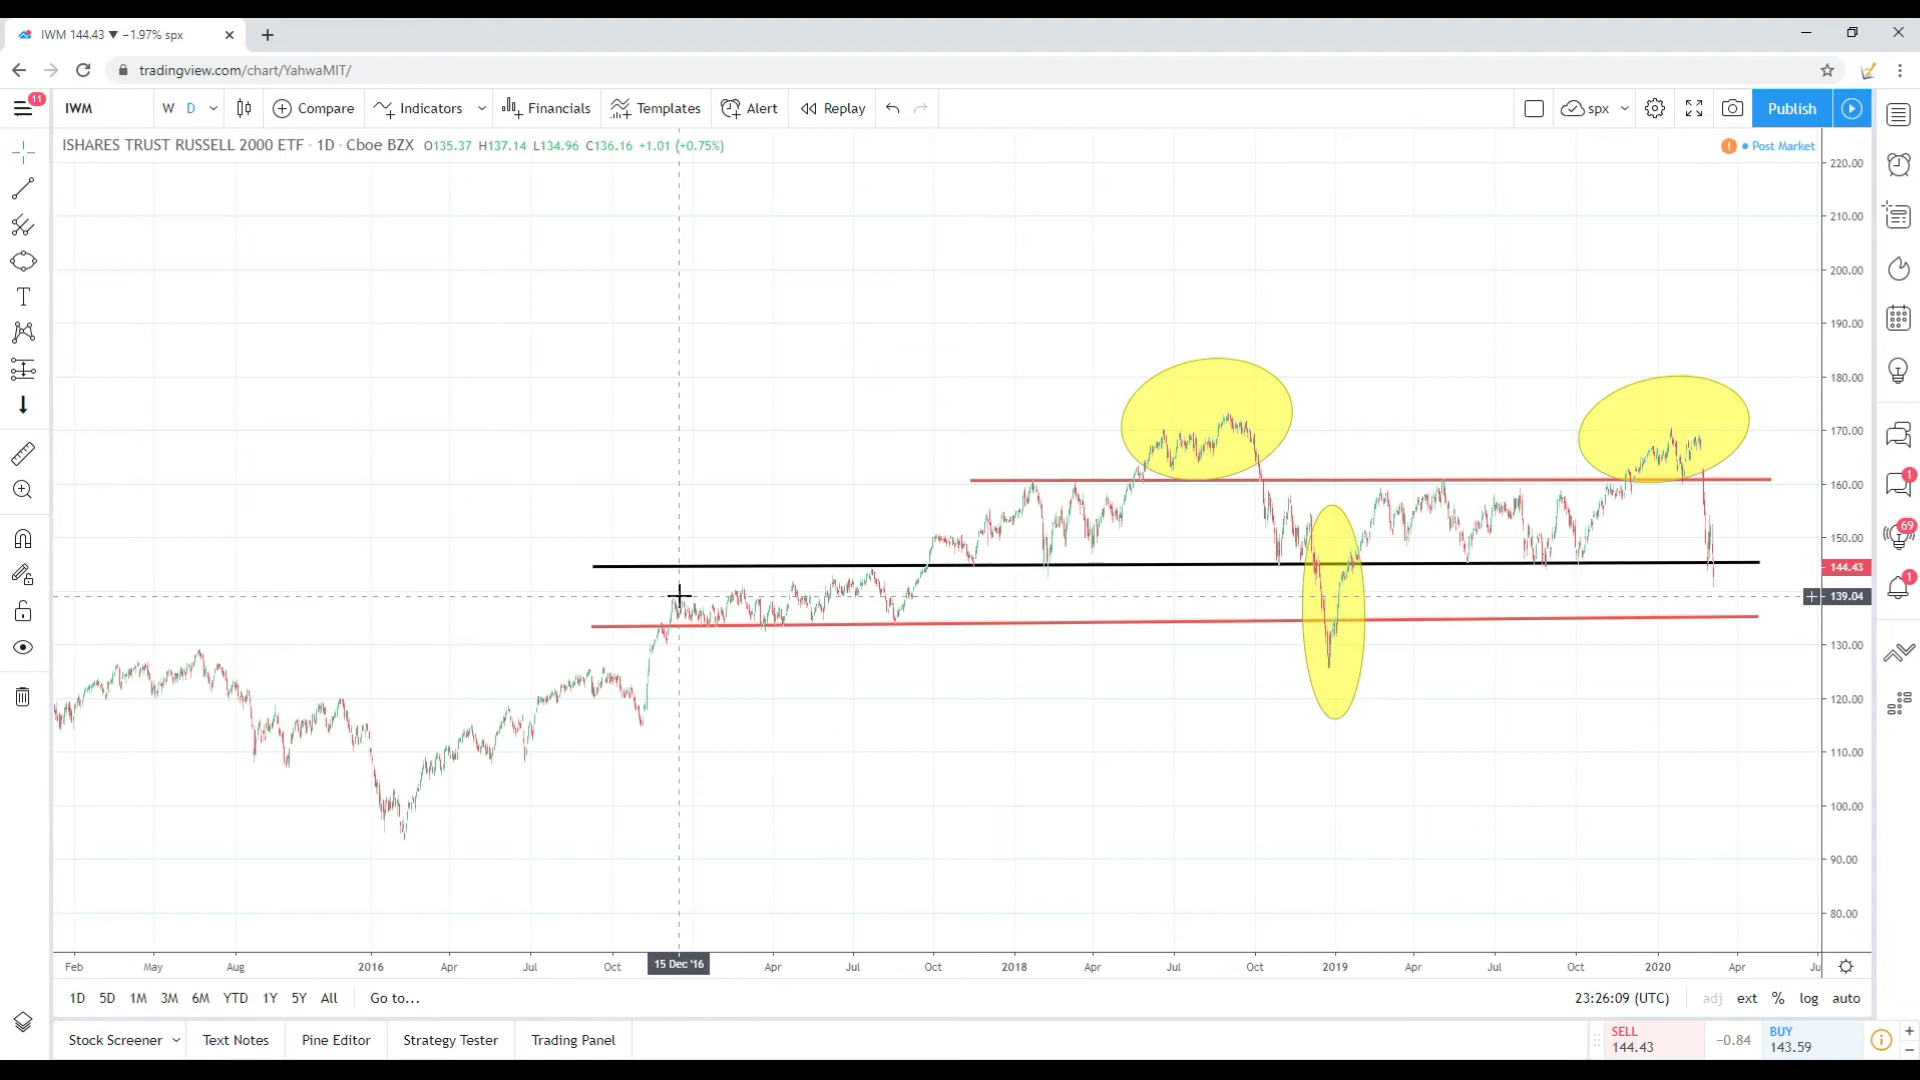 IWM 144.43 ▼ −1.97% spx
tradingview.com/chart/YahwaMIT/
11
IWM W D Compare Indicators Financials Templates Alert Replay spx Publish
ISHARES TRUST RUSSELL 2000 ETF · 1D · Cboe BZX O135.37 H137.14 L134.96 C136.16 +1.01 (+0.75%)
Post Market
220.00
210.00
200.00
190.00
180.00
170.00
160.00
150.00
144.43
139.04
130.00
120.00
110.00
100.00
90.00
80.00
1
69
1
Feb May Aug 2016 Apr Jul Oct 15 Dec '16 Apr Jul Oct 2018 Apr Jul Oct 2019 Apr Jul Oct 2020 Apr Ju
1D 5D 1M 3M 6M YTD 1Y 5Y All Go to... 23:26:09 (UTC) adj ext % log auto
Stock Screener Text Notes Pine Editor Strategy Tester Trading Panel
SELL
144.43
−0.84
BUY
143.59